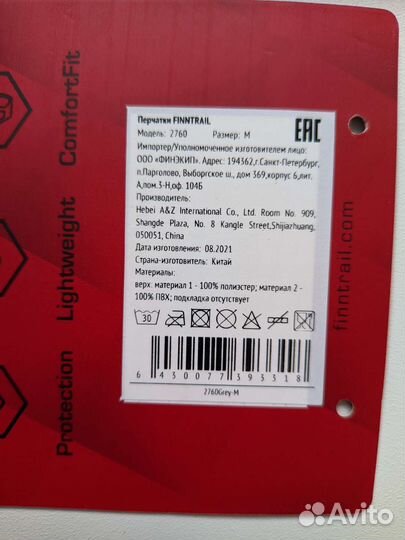 Перчатки FINNTRAIL
Модель: 2760 Размер: M
EAC
Импортер/Уполномоченное изготовителем лицо:
ООО «ФИНЭКИП». Адрес: 194362,г.Санкт-Петербург,
п.Парголово, Выборгское ш., дом 369,корпус 6,лит.
А,пом.3-Н,оф. 104Б
Производитель:
Hebei A&Z International Co., Ltd. Room No. 909,
Shangde Plaza, No. 8 Kangle Street,Shijiazhuang,
050051, China
Дата изготовления: 08.2021
Страна-изготовитель: Китай
Материалы:
верх: материал 1 - 100% полиэстер; материал 2 -
100% ПВХ; подкладка отсутствует
30
6 430077 393318
2760Grey-M
Protection Lightweight ComfortFit
finntrail.com
Avito